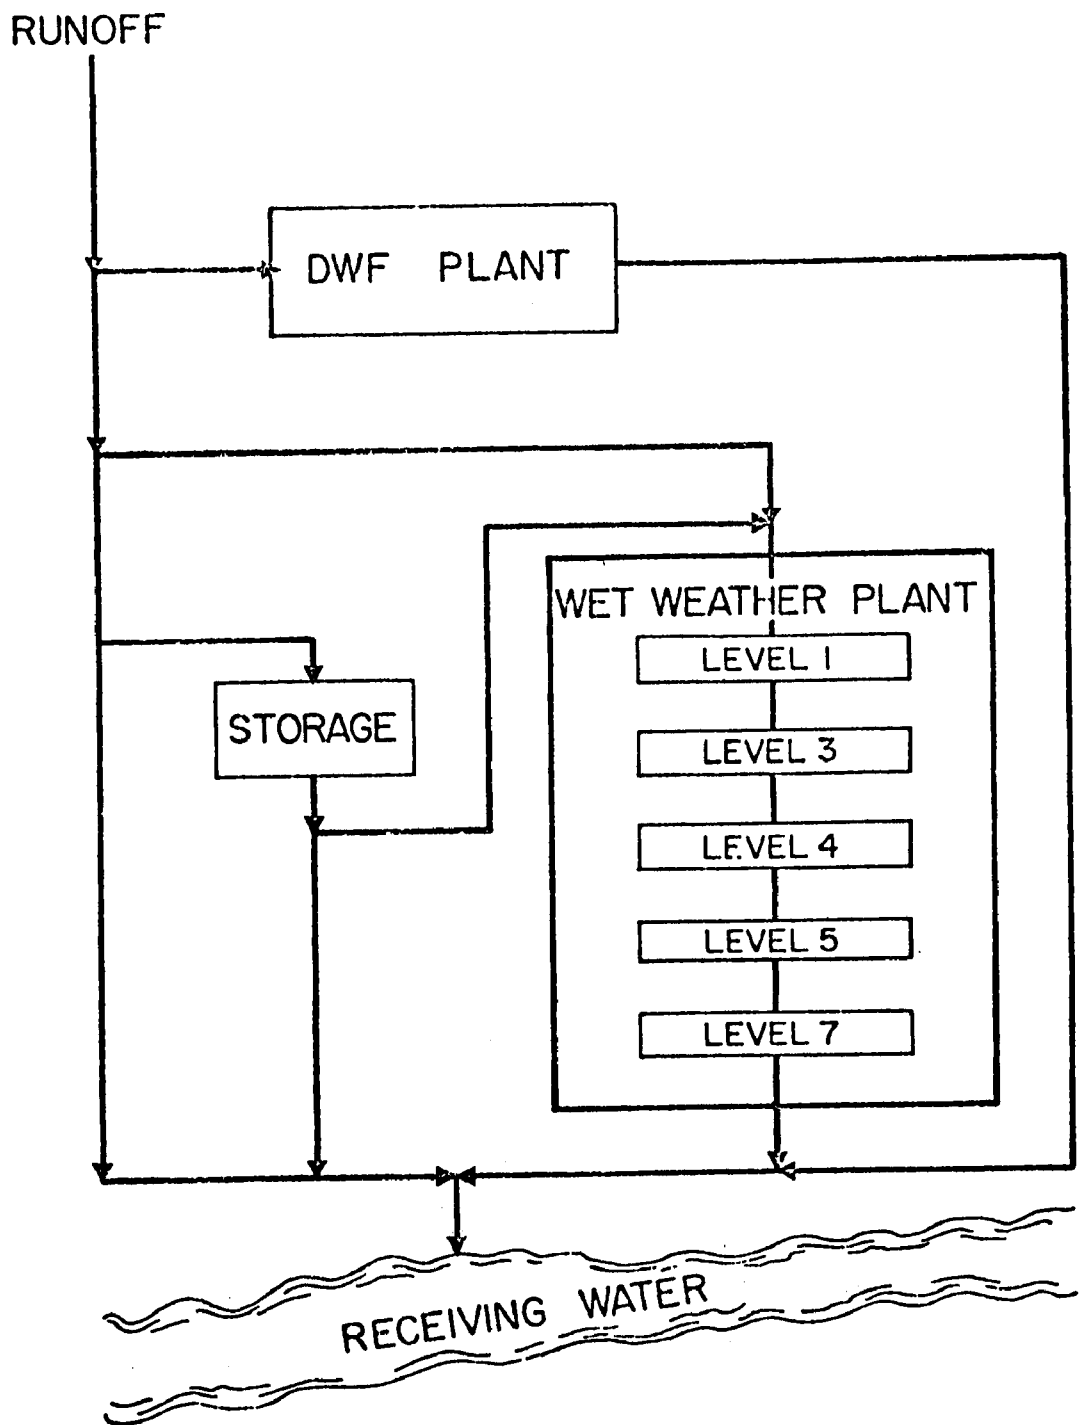 RUNOFF
DWF PLANT
WET WEATHER PLANT
LEVEL 1
STORAGE
LEVEL 3
LEVEL 4
LEVEL 5
LEVEL 7
RECEIVING WATER